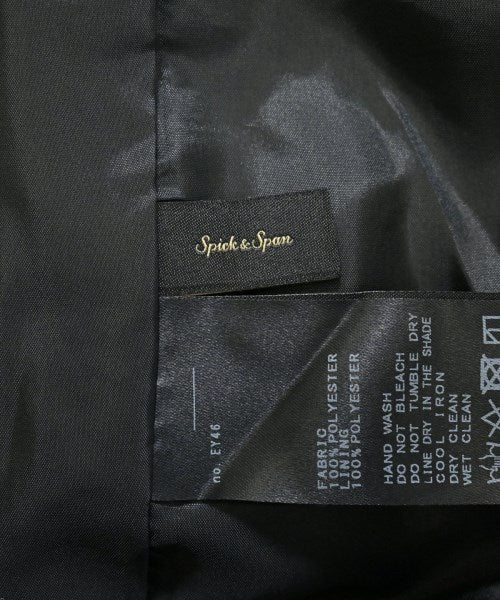 Spick & Span
no. EY46
FABRIC
100% POLYESTER
LINING
100% POLYESTER
HAND WASH
DO NOT BLEACH
DO NOT TUMBLE DRY
LINE DRY IN THE SHADE
COOL IRON
DRY CLEAN
WET CLEAN